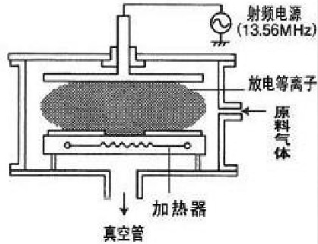 射频电源
(13.56MHz)
放电等离子
原料气体
加热器
真空管